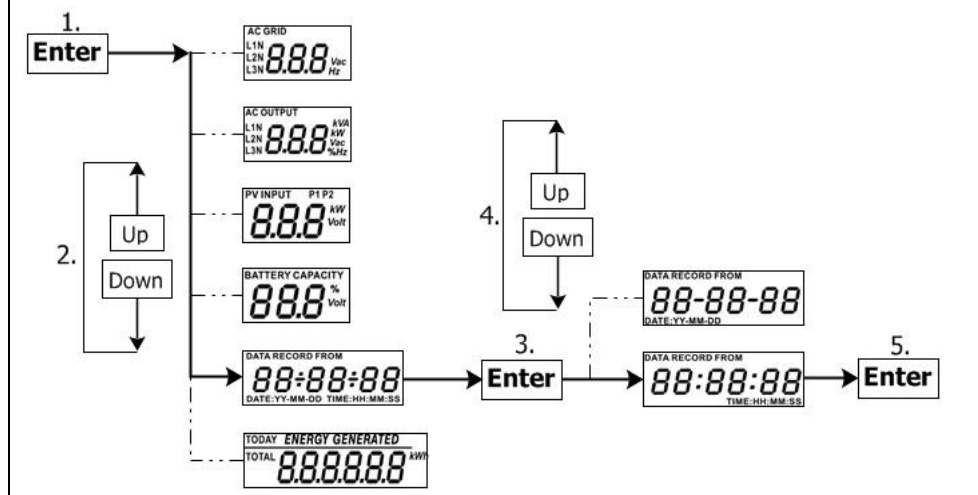 1.
Enter
AC GRID
L1N
L2N
L3N
8.8.8
Vac
Hz
AC OUTPUT
L1N
L2N
L3N
8.8.8
kVA
kW
Vac
%Hz
2.
Up
Down
PV INPUT P1 P2
8.8.8
kW
Volt
BATTERY CAPACITY
88.8
%
Volt
DATA RECORD FROM
88÷88÷88
DATE:YY-MM-DD TIME:HH:MM:SS
TODAY ENERGY GENERATED
TOTAL
8.8.8.8.8.8
kWh
3.
Enter
4.
Up
Down
DATA RECORD FROM
88-88-88
DATE:YY-MM-DD
DATA RECORD FROM
88:88:88
TIME:HH:MM:SS
5.
Enter